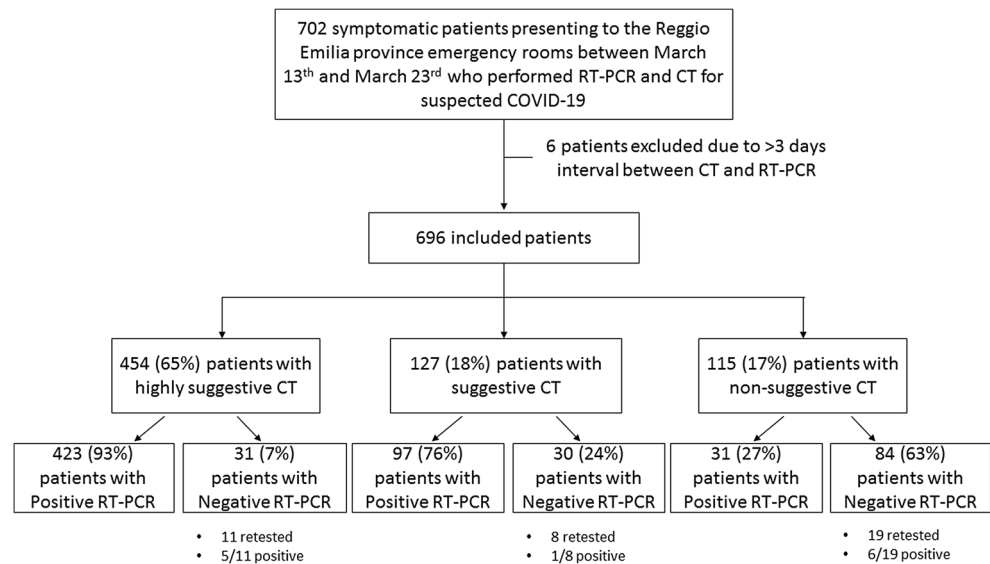 702 symptomatic patients presenting to the Reggio
Emilia province emergency rooms between March
13th and March 23rd who performed RT-PCR and CT for
suspected COVID-19
6 patients excluded due to >3 days
interval between CT and RT-PCR
696 included patients
454 (65%) patients with
highly suggestive CT
127 (18%) patients with
suggestive CT
115 (17%) patients with
non-suggestive CT
423 (93%)
patients with
Positive RT-PCR
31 (7%)
patients with
Negative RT-PCR
97 (76%)
patients with
Positive RT-PCR
30 (24%)
patients with
Negative RT-PCR
31 (27%)
patients with
Positive RT-PCR
84 (63%)
patients with
Negative RT-PCR
• 11 retested
• 5/11 positive
• 8 retested
• 1/8 positive
• 19 retested
• 6/19 positive